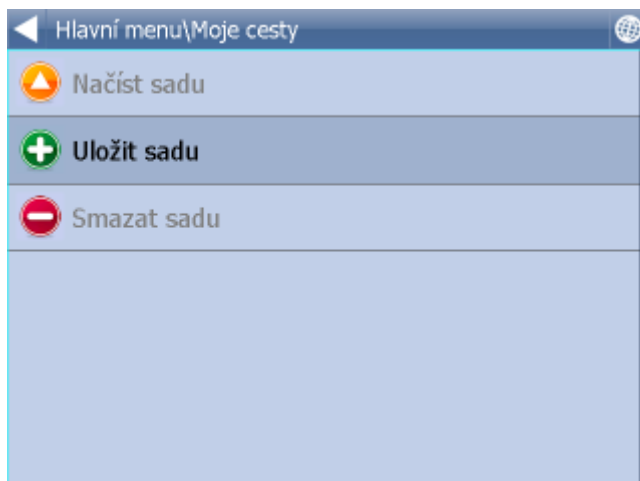 Hlavní menu\Moje cesty
Načíst sadu
Uložit sadu
Smazat sadu